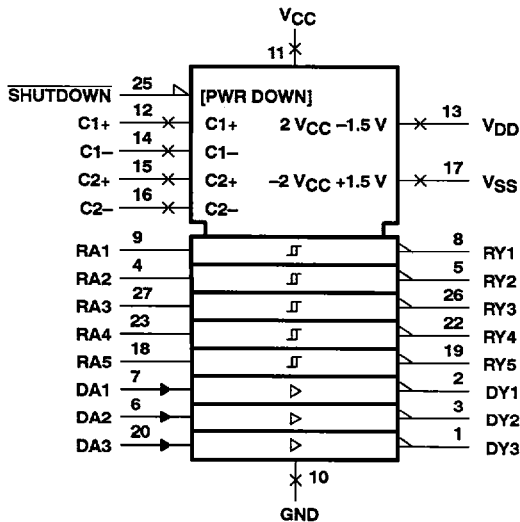 VCC
11
SHUTDOWN 25 [PWR DOWN]
C1+ 12 C1+ 2 VCC –1.5 V 13 VDD
C1– 14 C1–
C2+ 15 C2+ –2 VCC +1.5 V 17 VSS
C2– 16 C2–
RA1 9 8 RY1
RA2 4 5 RY2
RA3 27 26 RY3
RA4 23 22 RY4
RA5 18 19 RY5
DA1 7 2 DY1
DA2 6 3 DY2
DA3 20 1 DY3
10
GND